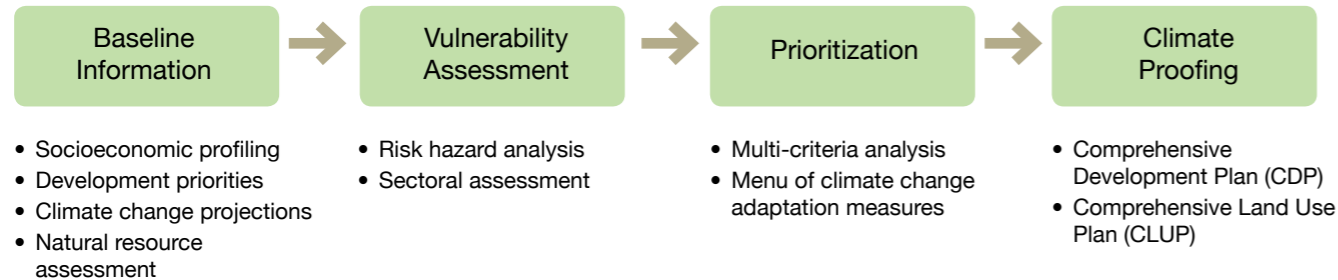 Baseline
Information
Vulnerability
Assessment
Prioritization
Climate
Proofing
• Socioeconomic profiling
• Development priorities
• Climate change projections
• Natural resource
assessment
• Risk hazard analysis
• Sectoral assessment
• Multi-criteria analysis
• Menu of climate change
adaptation measures
• Comprehensive
Development Plan (CDP)
• Comprehensive Land Use
Plan (CLUP)